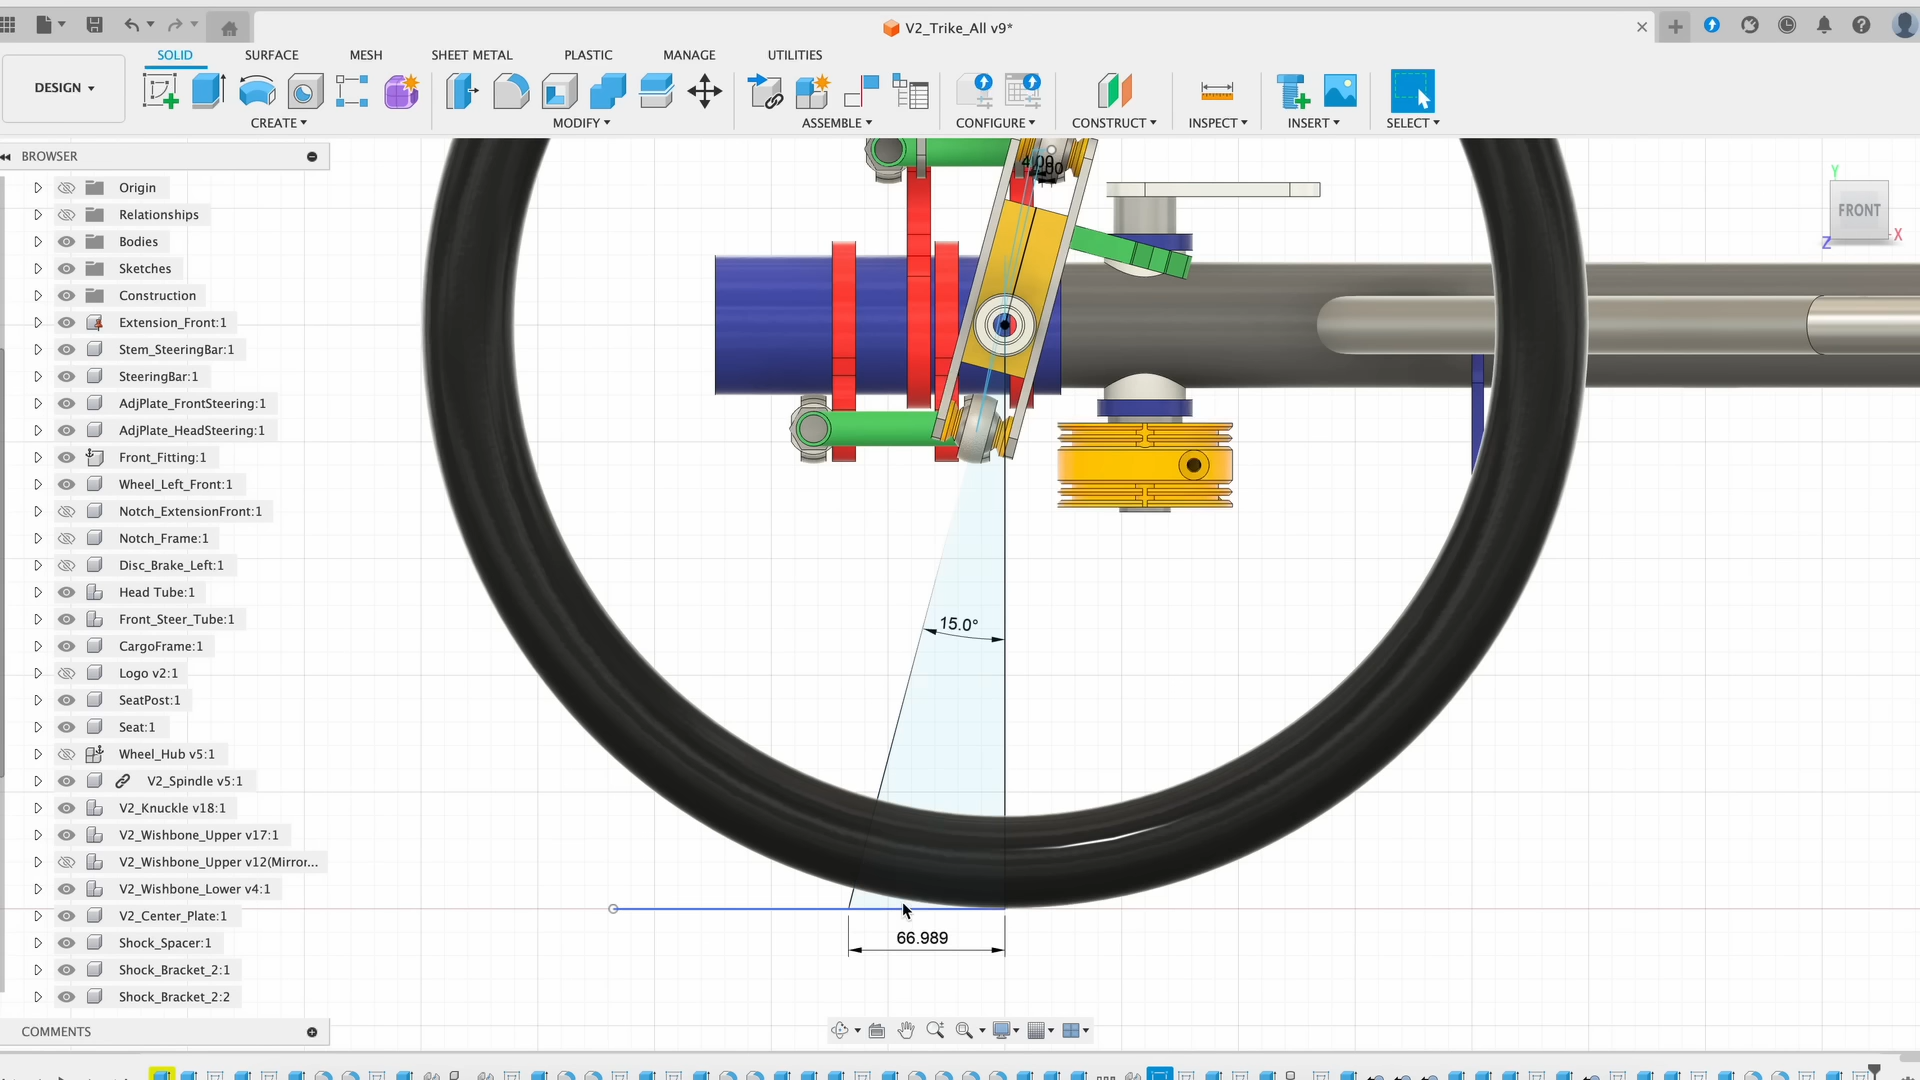 V2_Trike_All v9*
DESIGN
SOLID
SURFACE
MESH
SHEET METAL
PLASTIC
MANAGE
UTILITIES
CREATE
MODIFY
ASSEMBLE
CONFIGURE
CONSTRUCT
INSPECT
INSERT
SELECT
BROWSER
Origin
Relationships
Bodies
Sketches
Construction
Extension_Front:1
Stem_SteeringBar:1
SteeringBar:1
AdjPlate_FrontSteering:1
AdjPlate_HeadSteering:1
Front_Fitting:1
Wheel_Left_Front:1
Notch_ExtensionFront:1
Notch_Frame:1
Disc_Brake_Left:1
Head Tube:1
Front_Steer_Tube:1
CargoFrame:1
Logo v2:1
SeatPost:1
Seat:1
Wheel_Hub v5:1
V2_Spindle v5:1
V2_Knuckle v18:1
V2_Wishbone_Upper v17:1
V2_Wishbone_Upper v12(Mirror...
V2_Wishbone_Lower v4:1
V2_Center_Plate:1
Shock_Spacer:1
Shock_Bracket_2:1
Shock_Bracket_2:2
COMMENTS
Y
FRONT
Z
X
15.0°
66.989